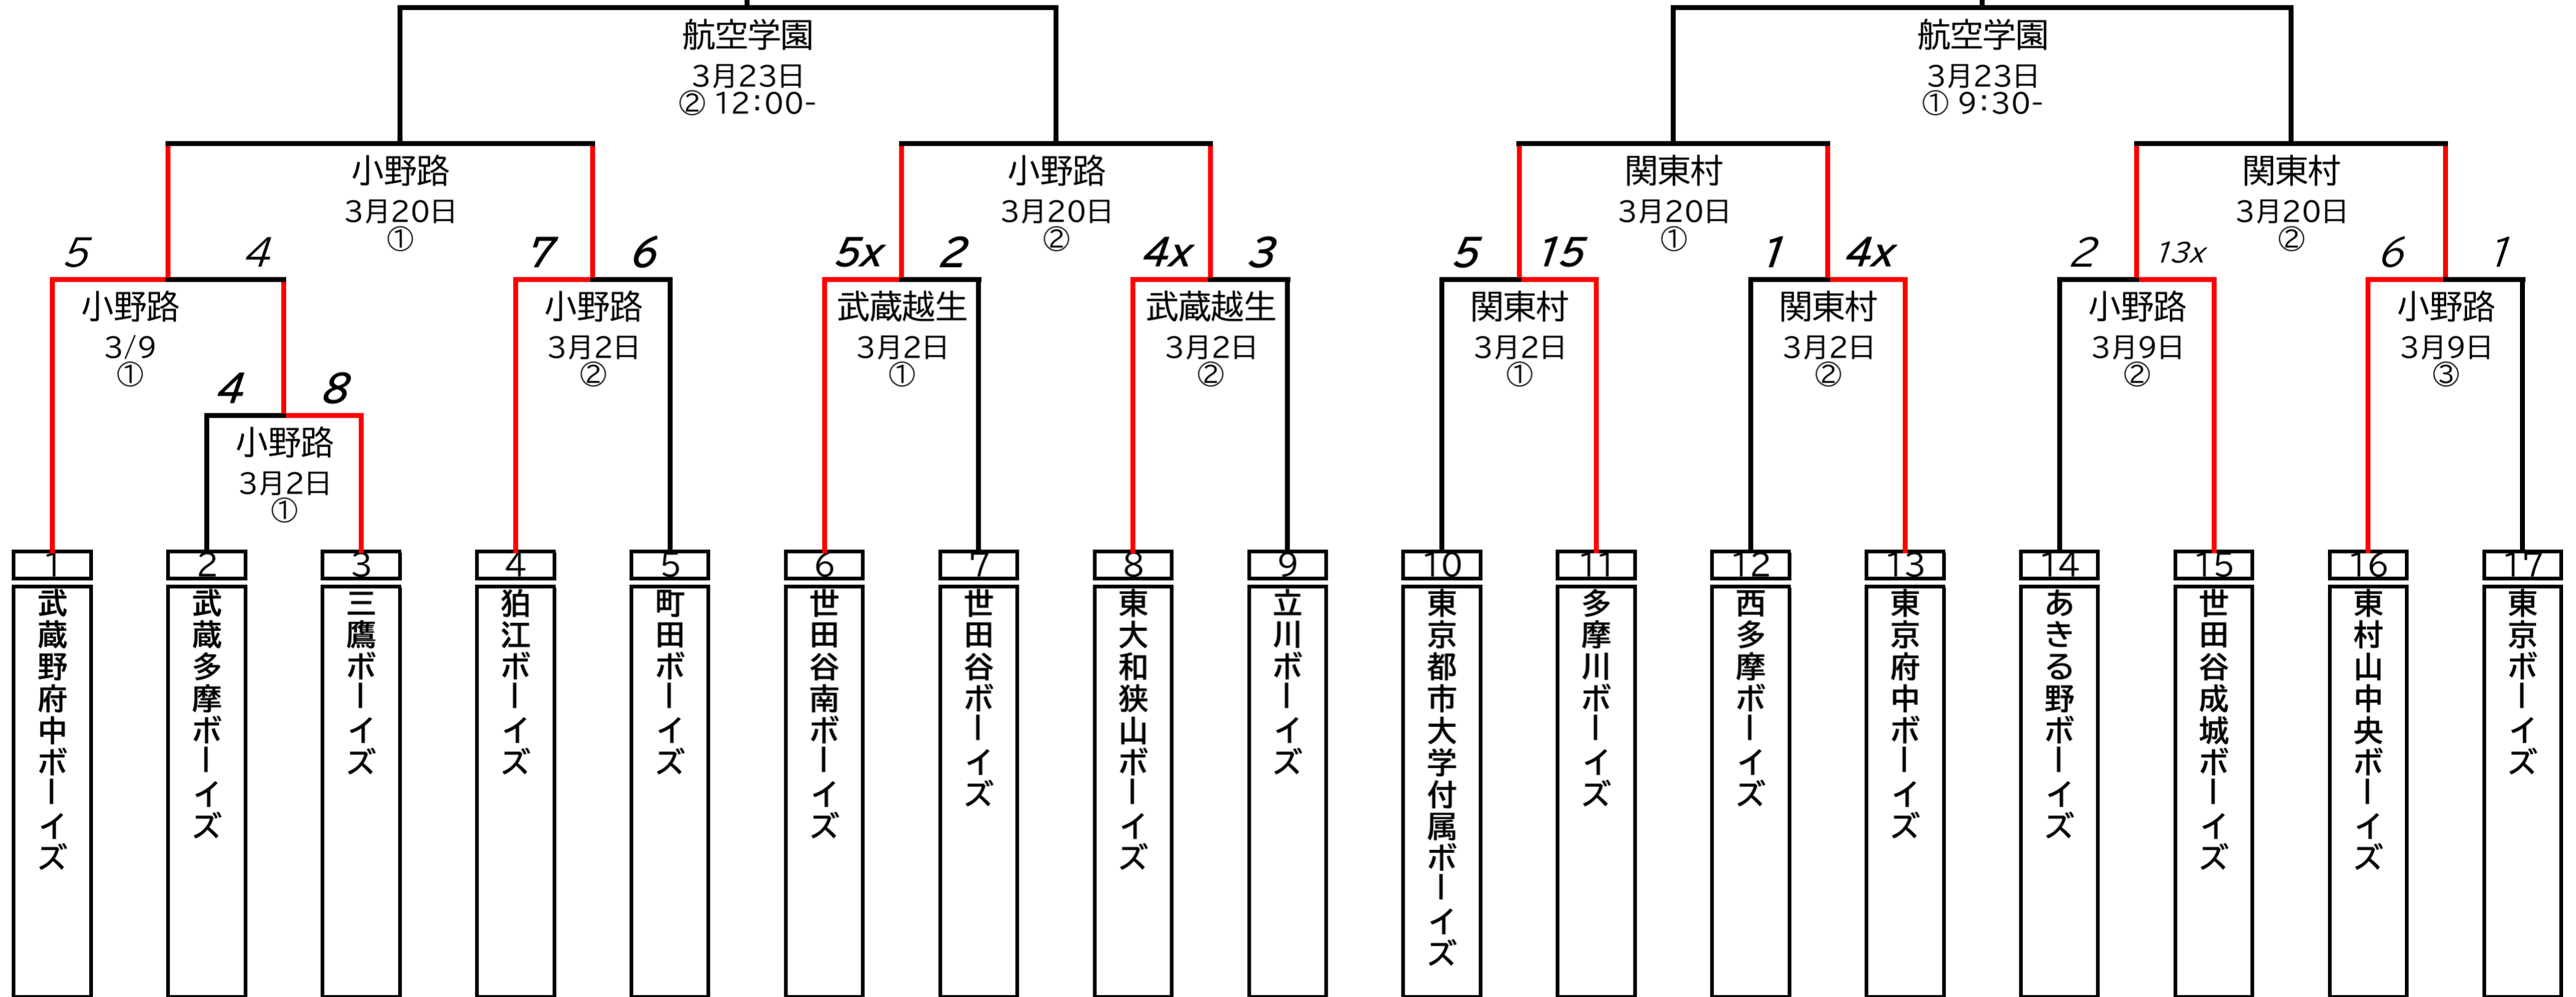 航空学園
3月23日
② 12:00-
航空学園
3月23日
① 9:30-
小野路
3月20日
①
小野路
3月20日
②
関東村
3月20日
①
関東村
3月20日
②
5 4
7 6
5x 2
4x 3
5 15
1 4x
2 13x
6 1
小野路
3/9
①
小野路
3月2日
②
武蔵越生
3月2日
①
武蔵越生
3月2日
②
関東村
3月2日
①
関東村
3月2日
②
小野路
3月9日
②
小野路
3月9日
③
4 8
小野路
3月2日
①
1
武蔵野府中ボーイズ
2
武蔵多摩ボーイズ
3
三鷹ボーイズ
4
狛江ボーイズ
5
町田ボーイズ
6
世田谷南ボーイズ
7
世田谷ボーイズ
8
東大和狭山ボーイズ
9
立川ボーイズ
10
東京都市大学付属ボーイズ
11
多摩川ボーイズ
12
西多摩ボーイズ
13
東京府中ボーイズ
14
あきる野ボーイズ
15
世田谷成城ボーイズ
16
東村山中央ボーイズ
17
東京ボーイズ